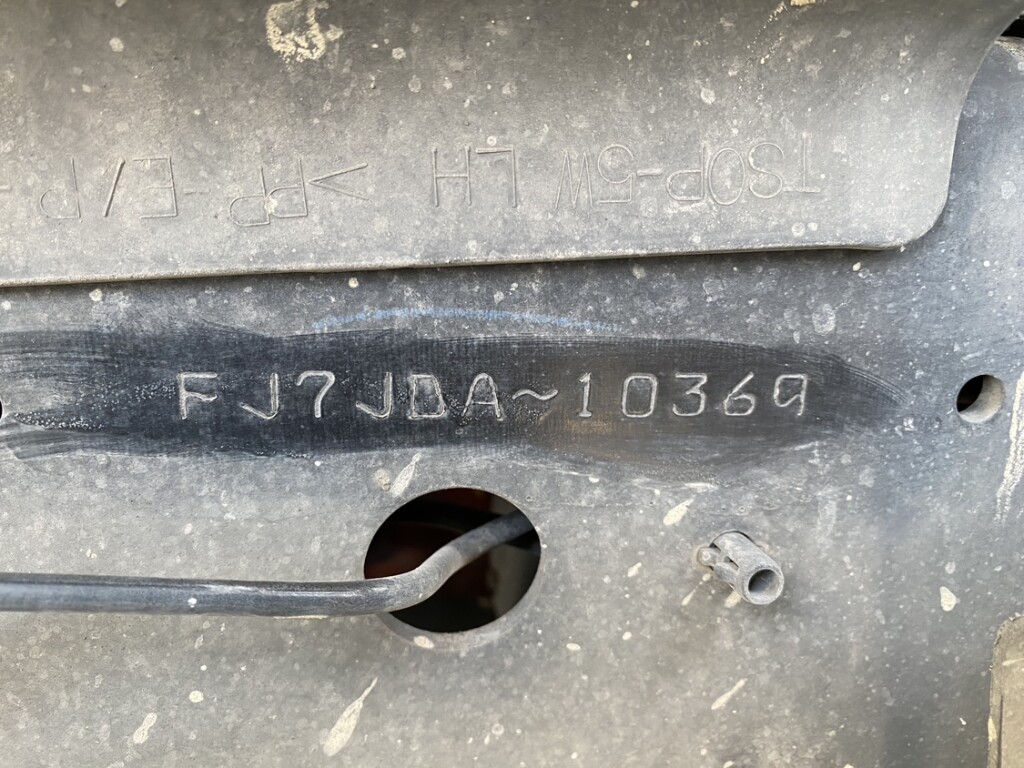 TSOP-5W LH >PP-E/P-
FJ7JDA~10369